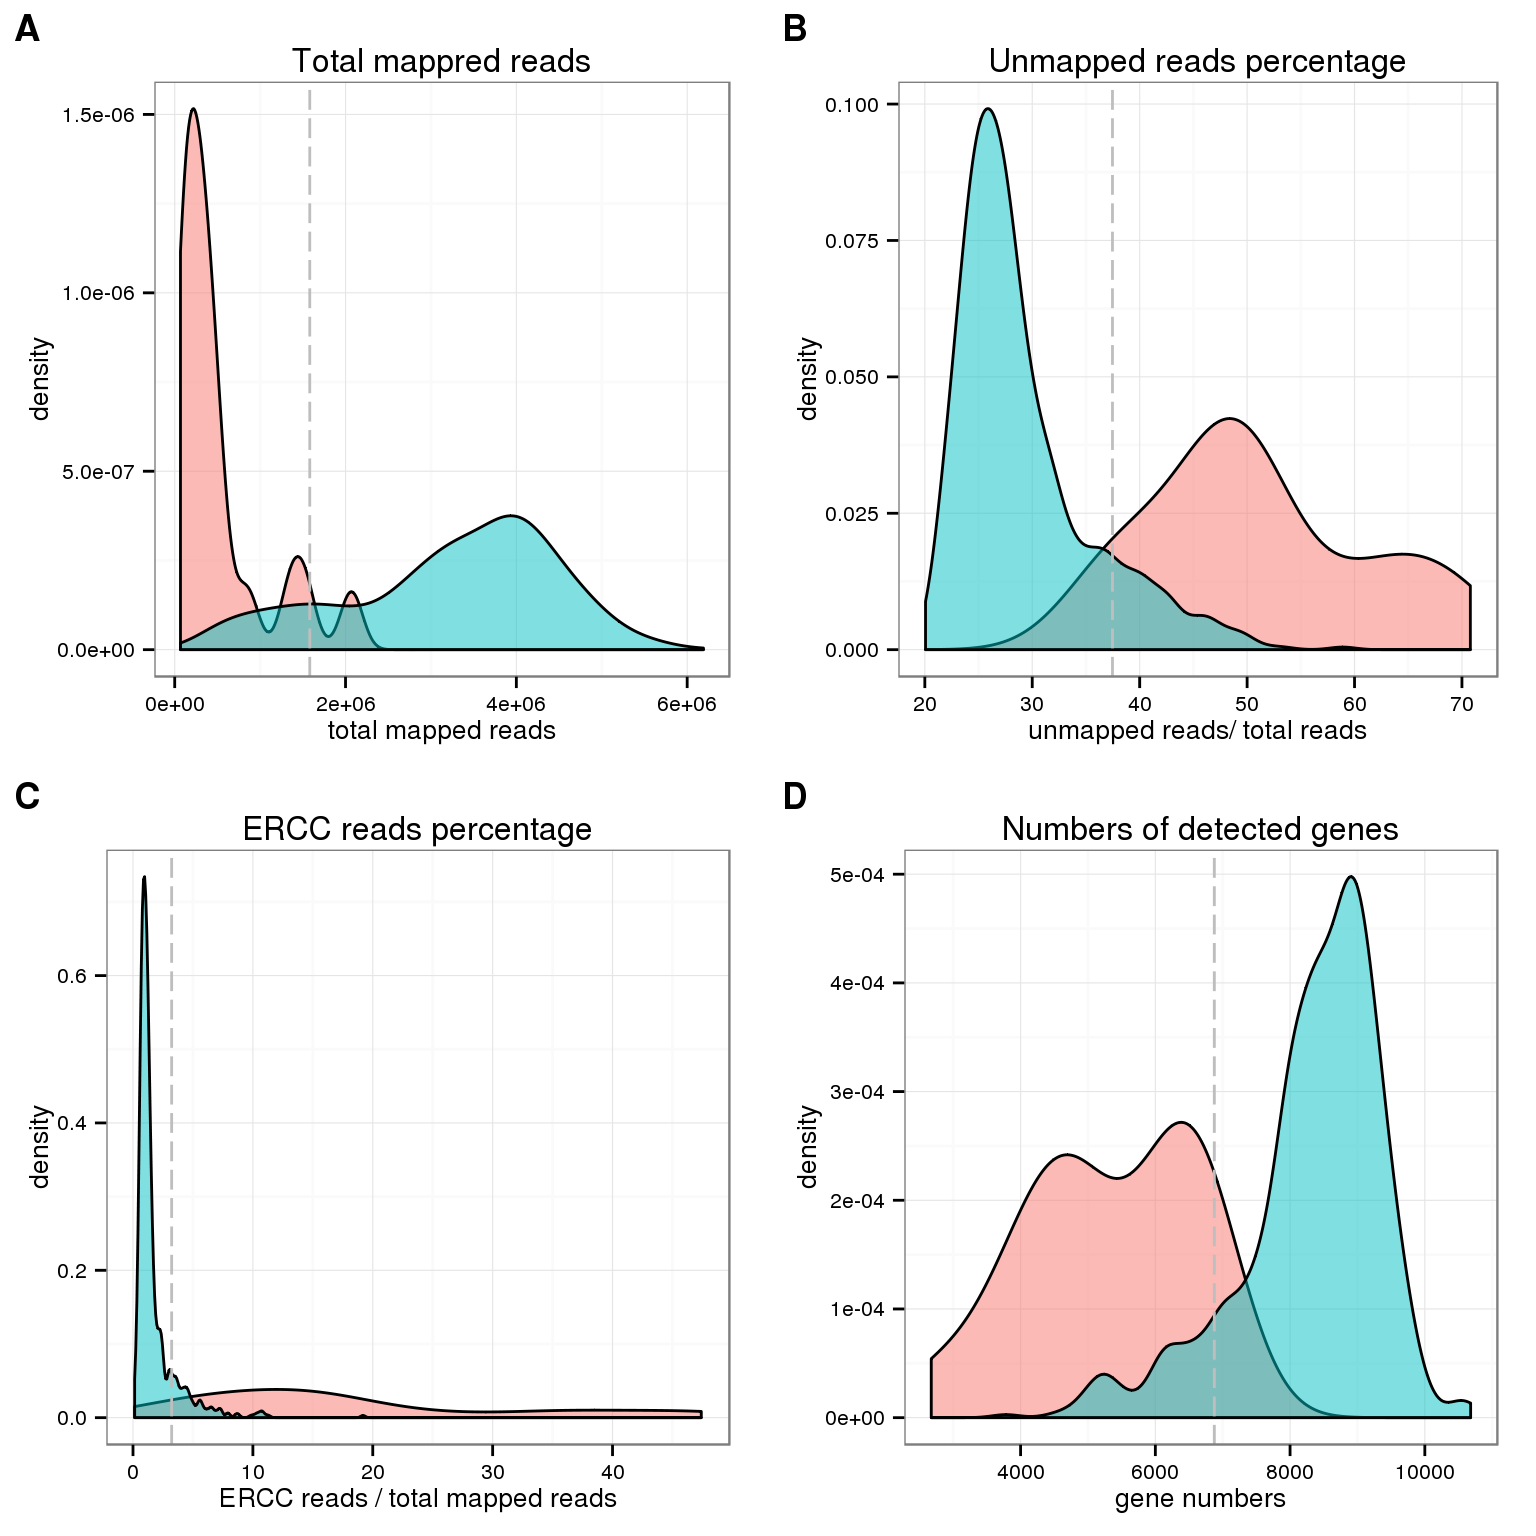 A
Total mappred reads
density
1.5e-06
1.0e-06
5.0e-07
0.0e+00
0e+00 2e+06 4e+06 6e+06
total mapped reads
B
Unmapped reads percentage
density
0.100
0.075
0.050
0.025
0.000
20 30 40 50 60 70
unmapped reads/ total reads
C
ERCC reads percentage
density
0.6
0.4
0.2
0.0
0 10 20 30 40
ERCC reads / total mapped reads
D
Numbers of detected genes
density
5e-04
4e-04
3e-04
2e-04
1e-04
0e+00
4000 6000 8000 10000
gene numbers